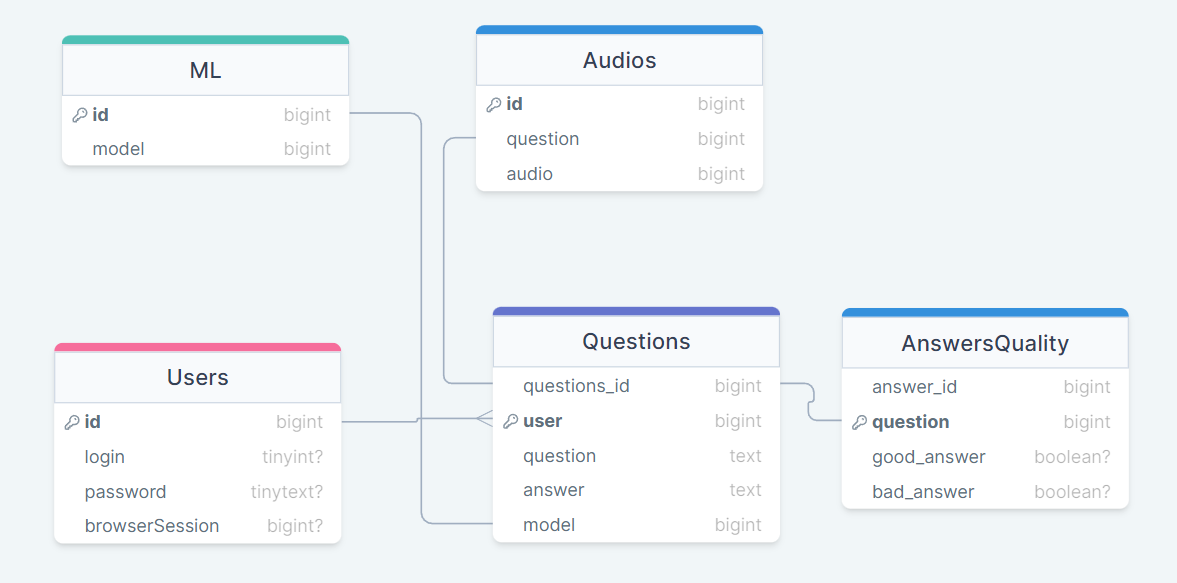 ML
id bigint
model bigint
Audios
id bigint
question bigint
audio bigint
Users
id bigint
login tinyint?
password tinytext?
browserSession bigint?
Questions
questions_id bigint
user bigint
question text
answer text
model bigint
AnswersQuality
answer_id bigint
question bigint
good_answer boolean?
bad_answer boolean?